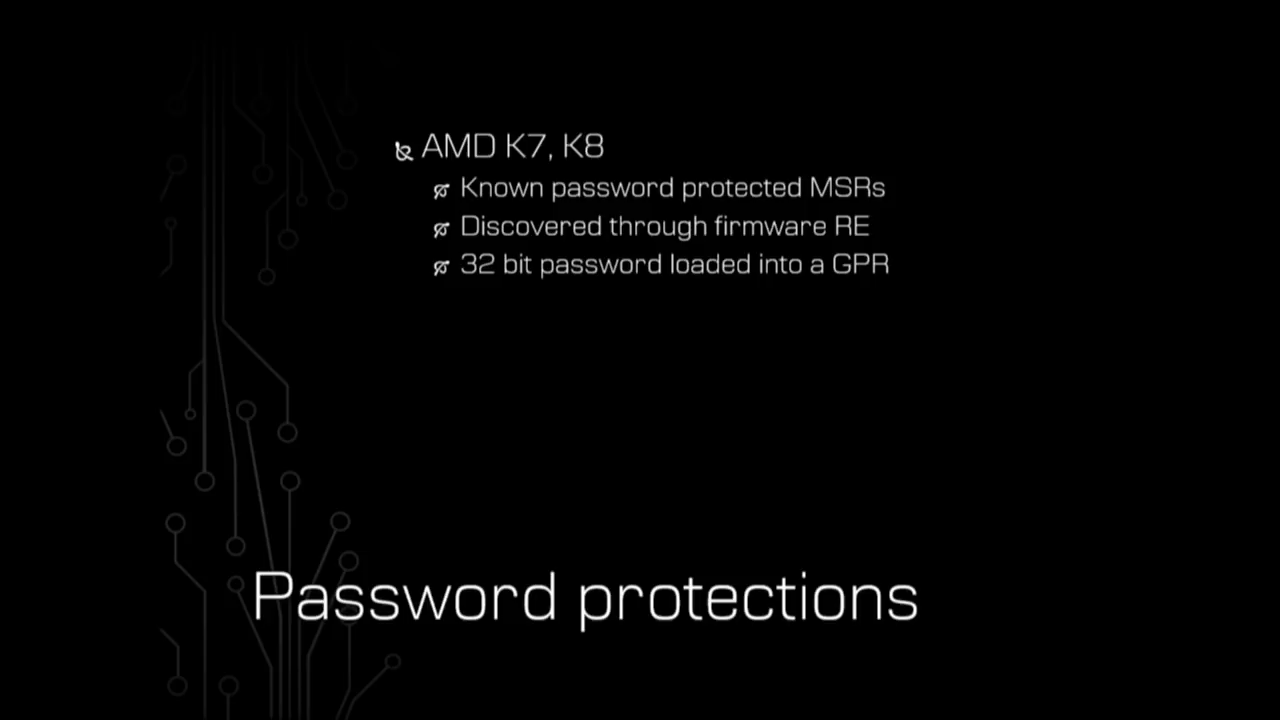 AMD K7, K8
Known password protected MSRs
Discovered through firmware RE
32 bit password loaded into a GPR
Password protections